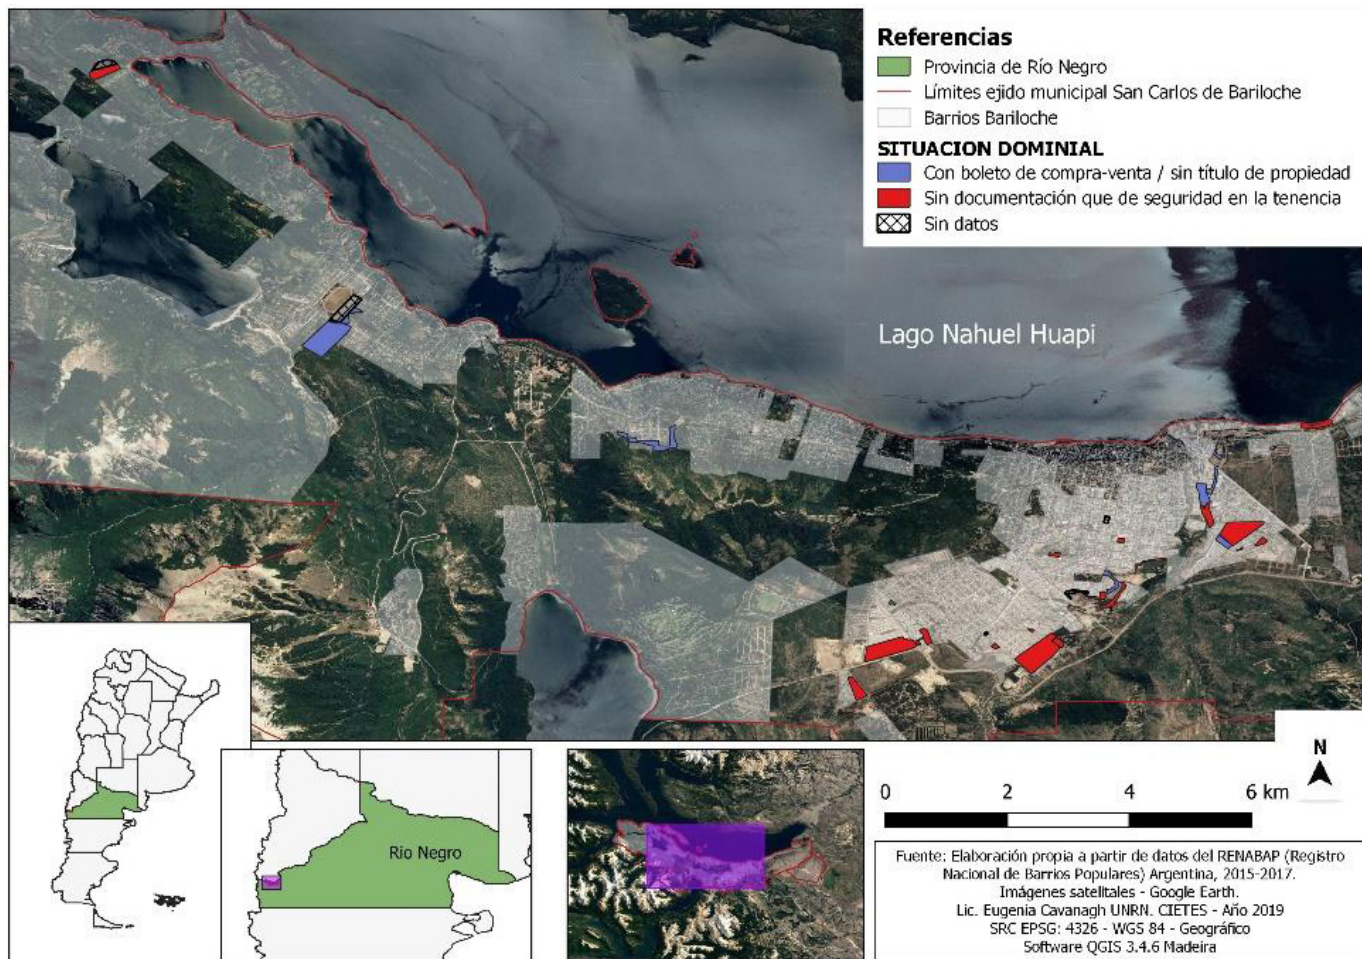 Referencias
Provincia de Río Negro
Límites ejido municipal San Carlos de Bariloche
Barrios Bariloche
SITUACION DOMINIAL
Con boleto de compra-venta / sin título de propiedad
Sin documentación que de seguridad en la tenencia
Sin datos
Lago Nahuel Huapi
Río Negro
N
0 2 4 6 km
Fuente: Elaboración propia a partir de datos del RENABAP (Registro
Nacional de Barrios Populares) Argentina, 2015-2017.
Imágenes satelitales - Google Earth.
Lic. Eugenia Cavanagh UNRN. CIETES - Año 2019
SRC EPSG: 4326 - WGS 84 - Geográfico
Software QGIS 3.4.6 Madeira